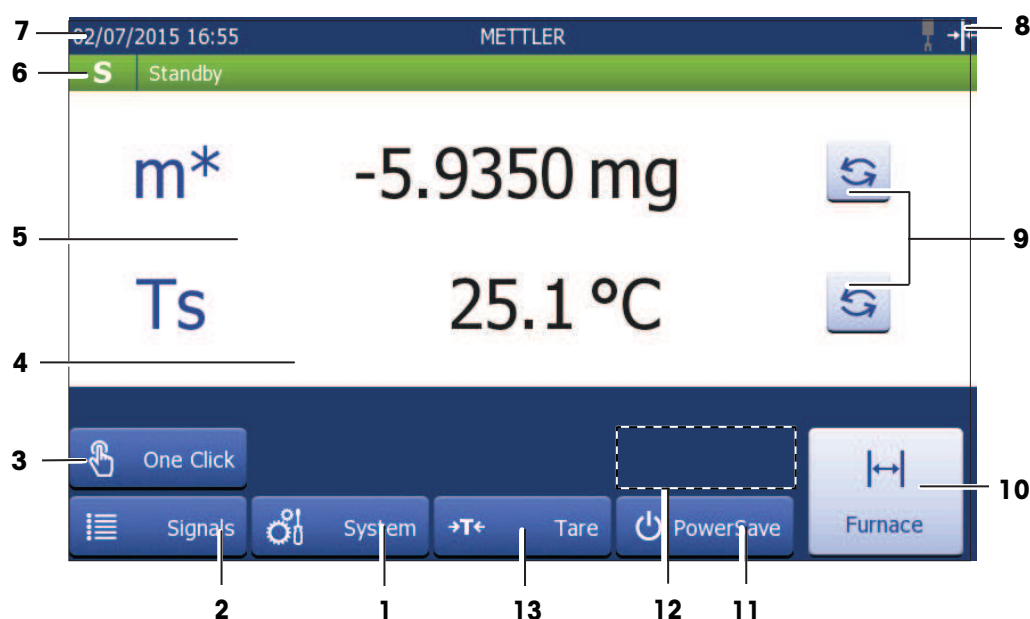 7 02/07/2015 16:55 METTLER 8
6 S Standby
m* -5.9350 mg
5 9
Ts 25.1 °C
4
3 One Click
10
Signals System →T← Tare PowerSave Furnace
2 1 13 12 11